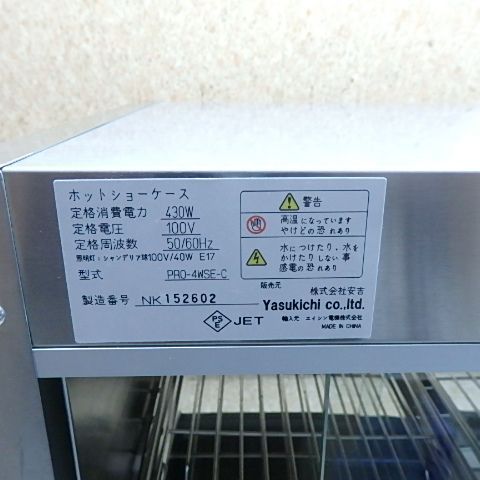 ホットショーケース
定格消費電力 430W
定格電圧 100V
定格周波数 50/60Hz
照明灯：シャンデリア球100V/40W E17
型式 PRO-4WSE-C
製造番号 NK 152602
警告
高温になっています
やけどの恐れあり
水につけたり、水を
かけたりしない事
感電の恐れあり
販売元 株式会社安吉
Yasukichi co.,ltd.
PS
E
JET
輸入元 エイシン電機株式会社
MADE IN CHINA